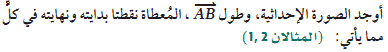 أوجد الصورة الإحداثية، وطول AB⃗ ، المُعطاة نقطتا بدايته ونهايته في كلٍّ
مما يأتي: (المثالان 1, 2)